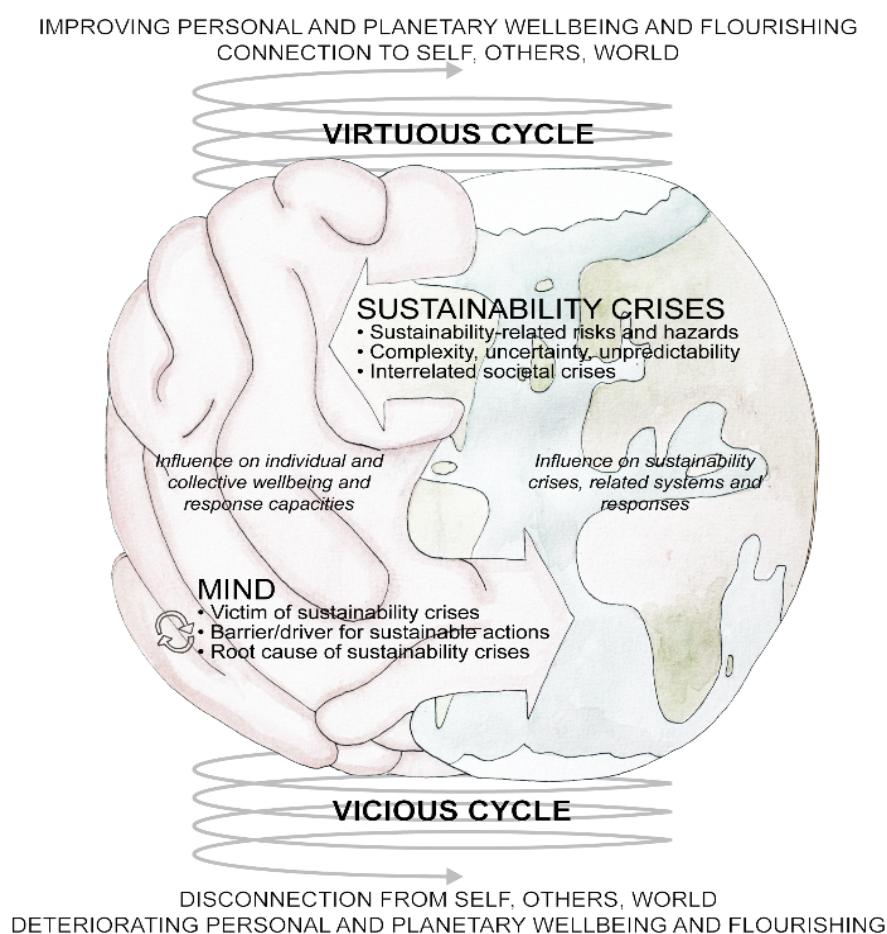 IMPROVING PERSONAL AND PLANETARY WELLBEING AND FLOURISHING
CONNECTION TO SELF, OTHERS, WORLD
VIRTUOUS CYCLE
SUSTAINABILITY CRISES
• Sustainability-related risks and hazards
• Complexity, uncertainty, unpredictability
• Interrelated societal crises
Influence on individual and
collective wellbeing and
response capacities
Influence on sustainability
crises, related systems and
responses
MIND
• Victim of sustainability crises
• Barrier/driver for sustainable actions
• Root cause of sustainability crises
VICIOUS CYCLE
DISCONNECTION FROM SELF, OTHERS, WORLD
DETERIORATING PERSONAL AND PLANETARY WELLBEING AND FLOURISHING